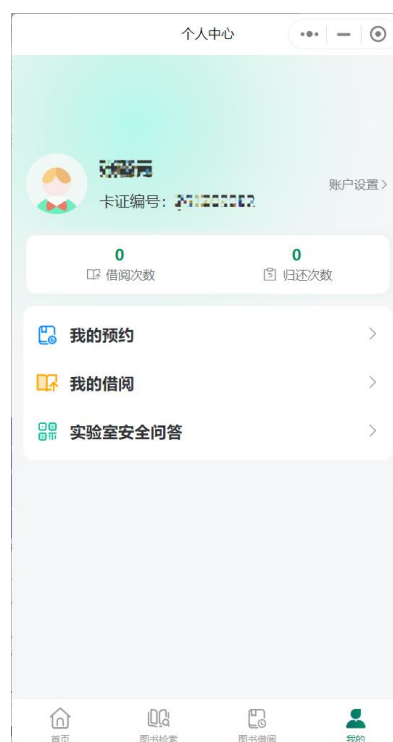 个人中心
账户设置>
卡证编号:
0
0
借阅次数
归还次数
我的预约
我的借阅
实验室安全问答
首页
图书检索
图书借阅
我的